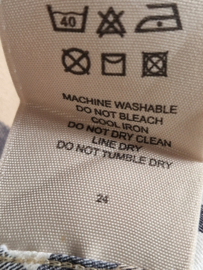 40
MACHINE WASHABLE
DO NOT BLEACH
COOL IRON
DO NOT DRY CLEAN
LINE DRY
DO NOT TUMBLE DRY
24